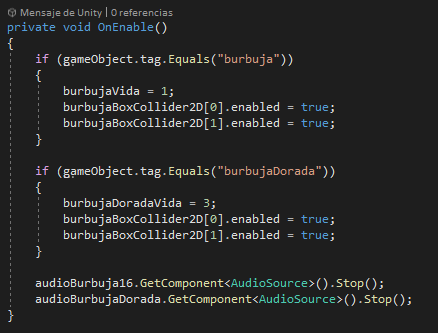 Mensaje de Unity | 0 referencias
private void OnEnable()
{
    if (gameObject.tag.Equals("burbuja"))
    {
        burbujaVida = 1;
        burbujaBoxCollider2D[0].enabled = true;
        burbujaBoxCollider2D[1].enabled = true;
    }

    if (gameObject.tag.Equals("burbujaDorada"))
    {
        burbujaDoradaVida = 3;
        burbujaBoxCollider2D[0].enabled = true;
        burbujaBoxCollider2D[1].enabled = true;
    }

    audioBurbuja16.GetComponent<AudioSource>().Stop();
    audioBurbujaDorada.GetComponent<AudioSource>().Stop();
}